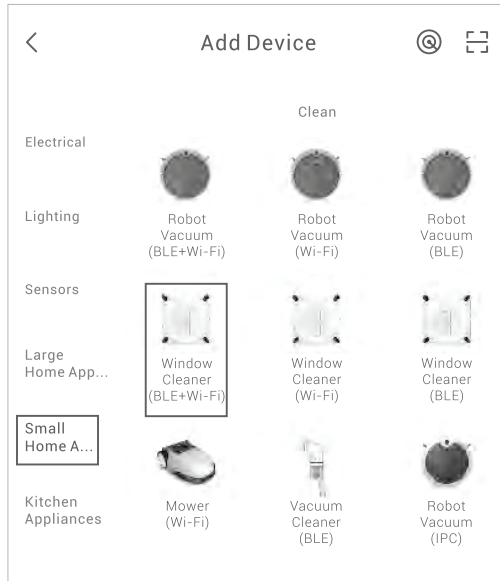 Add Device
Clean
Electrical
Lighting
Sensors
Large
Home App...
Small
Home A...
Kitchen
Appliances
Robot
Vacuum
(BLE+Wi-Fi)
Robot
Vacuum
(Wi-Fi)
Robot
Vacuum
(BLE)
Window
Cleaner
(BLE+Wi-Fi)
Window
Cleaner
(Wi-Fi)
Window
Cleaner
(BLE)
Mower
(Wi-Fi)
Vacuum
Cleaner
(BLE)
Robot
Vacuum
(IPC)